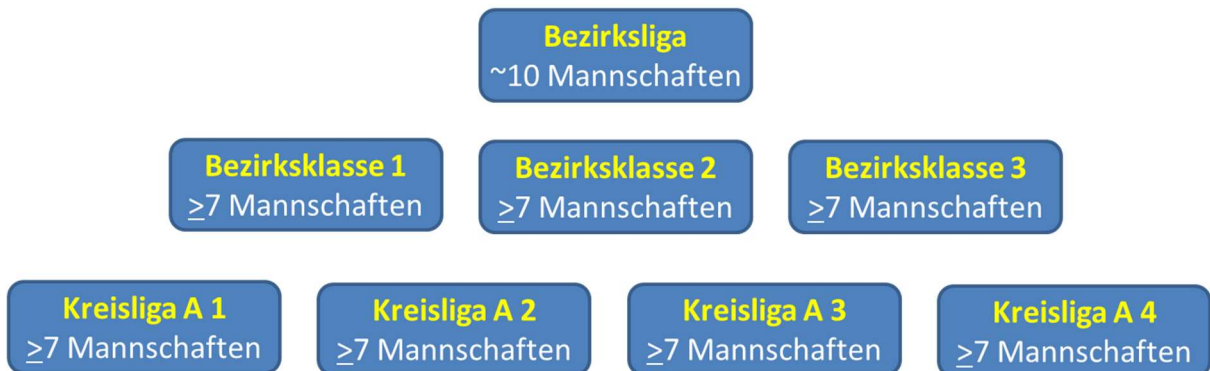 Bezirksliga
~10 Mannschaften
Bezirksklasse 1
≥7 Mannschaften
Bezirksklasse 2
≥7 Mannschaften
Bezirksklasse 3
≥7 Mannschaften
Kreisliga A 1
≥7 Mannschaften
Kreisliga A 2
≥7 Mannschaften
Kreisliga A 3
≥7 Mannschaften
Kreisliga A 4
≥7 Mannschaften